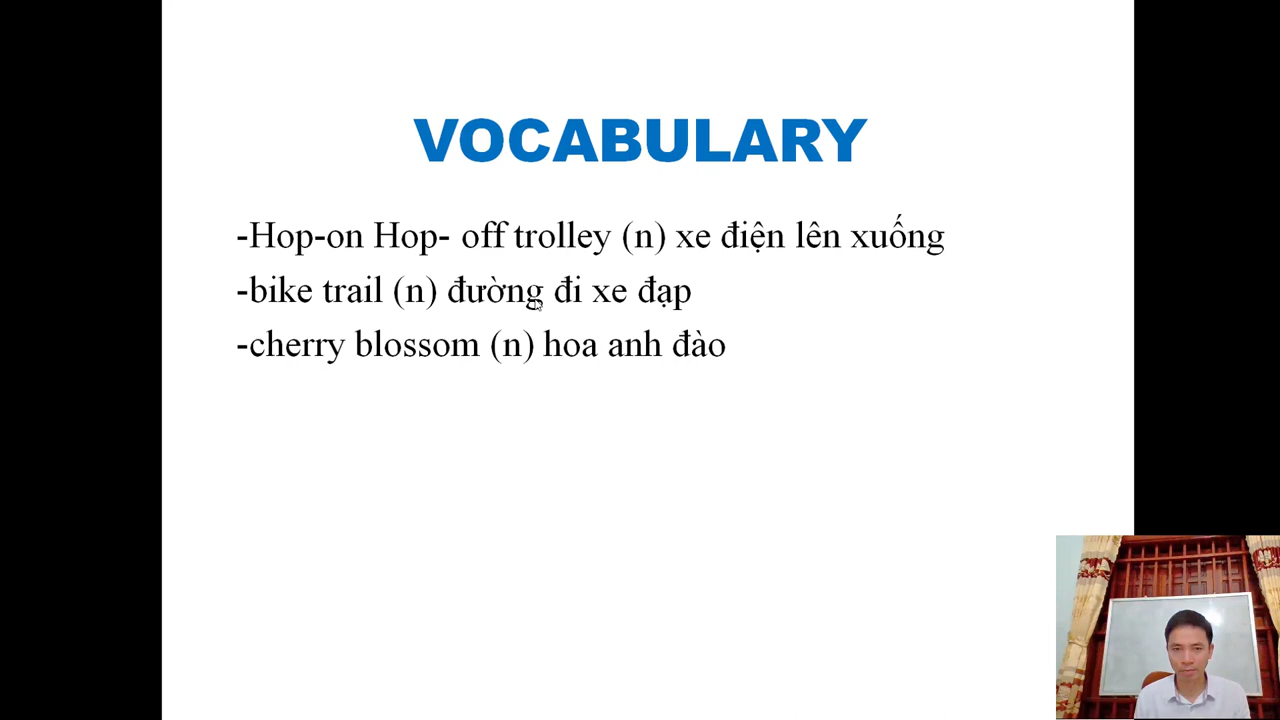 VOCABULARY
-Hop-on Hop- off trolley (n) xe điện lên xuống
-bike trail (n) đường đi xe đạp
-cherry blossom (n) hoa anh đào